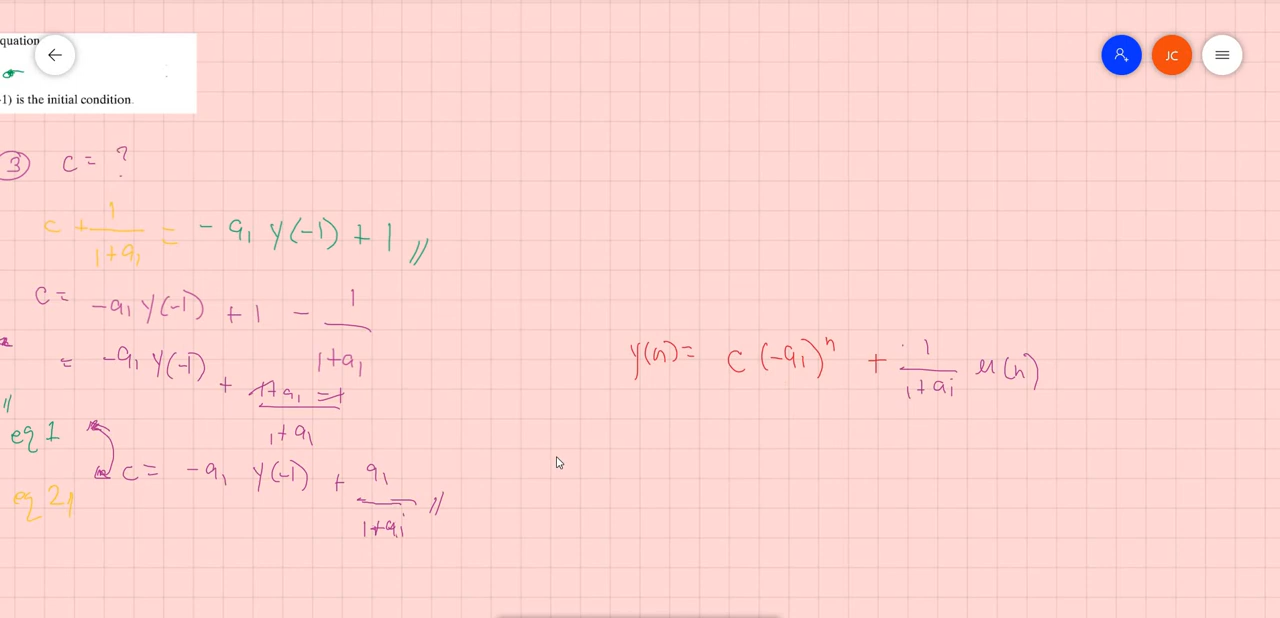 quation
-1) is the initial condition.
JC
3 c = ?
c + 1/(1+a₁) = - a₁ y(-1) + 1 //
c = -a₁ y(-1) + 1 - 1/(1+a₁)
= -a₁ y(-1) + (1+a₁ - 1)/(1+a₁)
//
eq 1
c = -a₁ y(-1) + a₁/(1+a₁) //
eq 2
y(n) = c (-a₁)ⁿ + 1/(1+a₁) u(n)